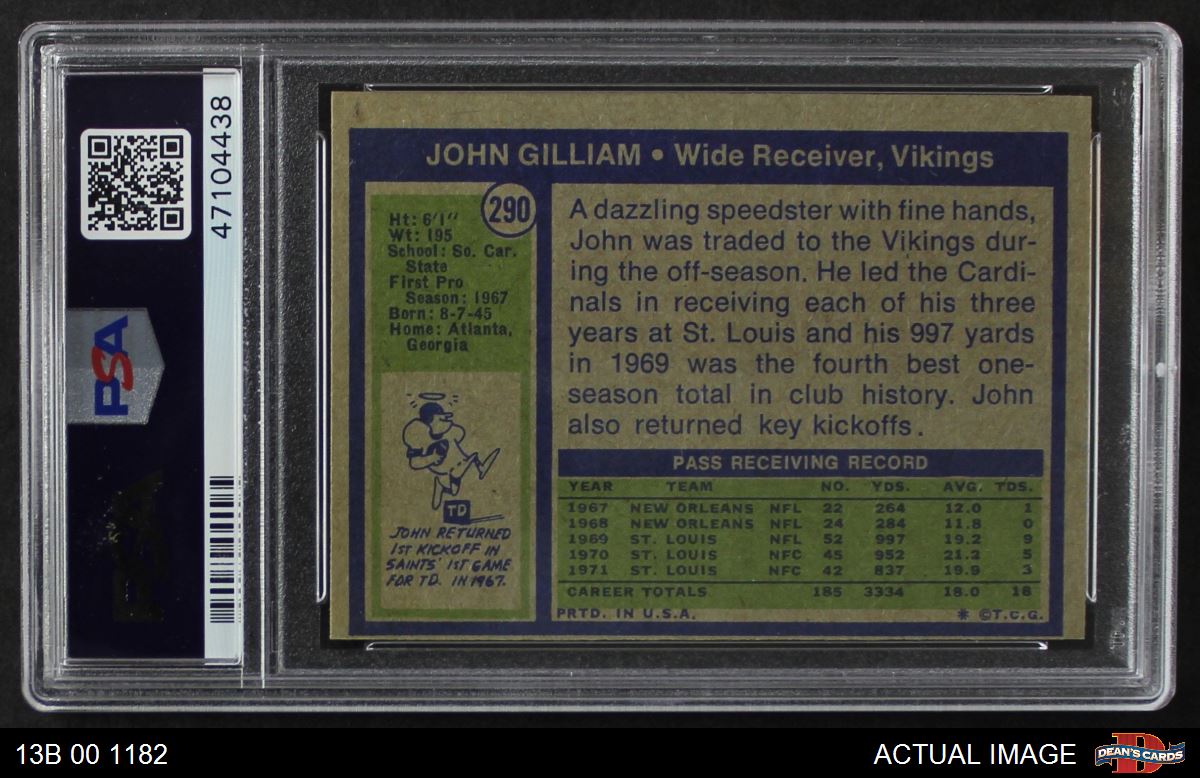 47104438
PSA
JOHN GILLIAM • Wide Receiver, Vikings
290
Ht: 6'1"
Wt: 195
School: So. Car.
State
First Pro
Season: 1967
Born: 8-7-45
Home: Atlanta,
Georgia
TD
JOHN RETURNED
1ST KICKOFF IN
SAINTS' 1ST GAME
FOR TD. IN 1967.
A dazzling speedster with fine hands,
John was traded to the Vikings dur-
ing the off-season. He led the Cardi-
nals in receiving each of his three
years at St. Louis and his 997 yards
in 1969 was the fourth best one-
season total in club history. John
also returned key kickoffs.
PASS RECEIVING RECORD
YEAR TEAM NO. YDS. AVG. TDS.
1967 NEW ORLEANS NFL 22 264 12.0 1
1968 NEW ORLEANS NFL 24 284 11.8 0
1969 ST. LOUIS NFL 52 997 19.2 9
1970 ST. LOUIS NFC 45 952 21.2 5
1971 ST. LOUIS NFC 42 837 19.9 3
CAREER TOTALS 185 3334 18.0 18
PRTD. IN U.S.A. * ©T.C.G.
13B 00 1182
ACTUAL IMAGE
DEAN'S CARDS